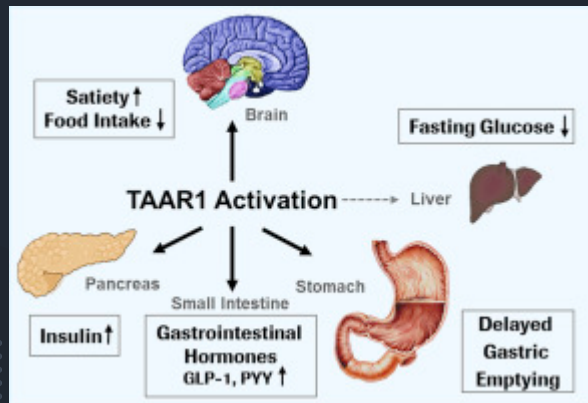 Satiety ↑
Food Intake ↓
Brain
Fasting Glucose ↓
TAAR1 Activation
Liver
Pancreas
Small Intestine
Stomach
Insulin ↑
Gastrointestinal
Hormones
GLP-1, PYY ↑
Delayed
Gastric
Emptying